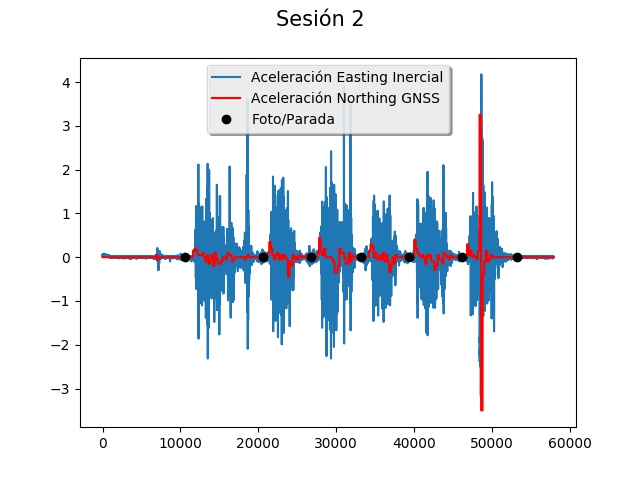 Sesión 2
Aceleración Easting Inercial
Aceleración Northing GNSS
Foto/Parada
4
3
2
1
0
−1
−2
−3
0 10000 20000 30000 40000 50000 60000